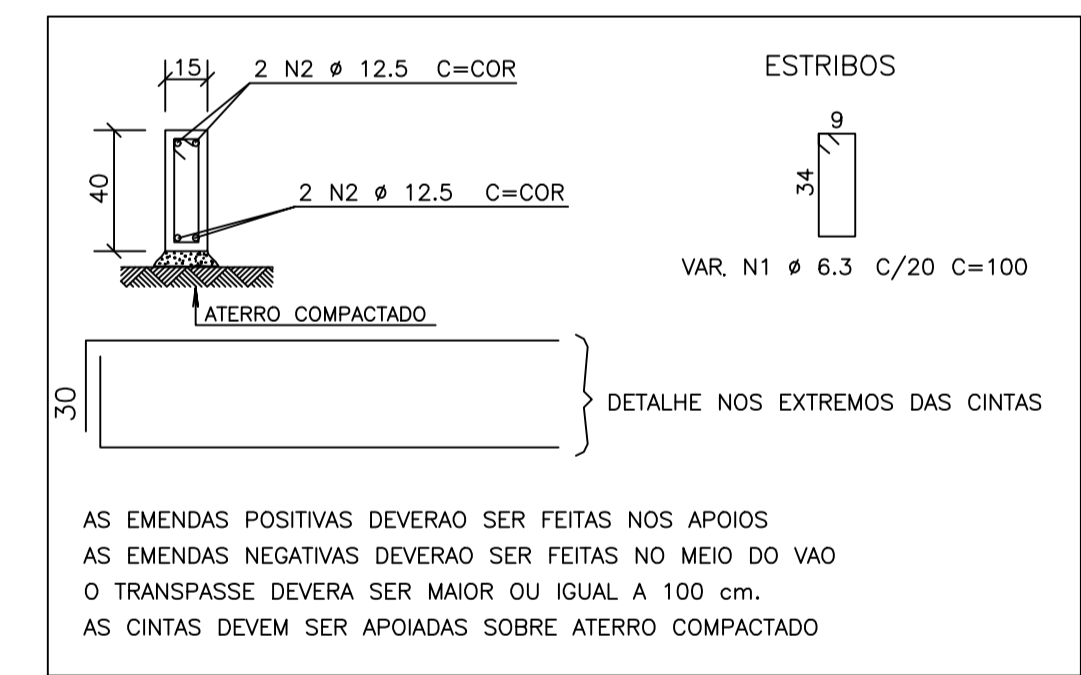 15
2 N2 ø 12.5 C=COR
ESTRIBOS
9
40
34
2 N2 ø 12.5 C=COR
VAR. N1 ø 6.3 C/20 C=100
ATERRO COMPACTADO
30
DETALHE NOS EXTREMOS DAS CINTAS
AS EMENDAS POSITIVAS DEVERAO SER FEITAS NOS APOIOS
AS EMENDAS NEGATIVAS DEVERAO SER FEITAS NO MEIO DO VAO
O TRANSPASSE DEVERA SER MAIOR OU IGUAL A 100 cm.
AS CINTAS DEVEM SER APOIADAS SOBRE ATERRO COMPACTADO